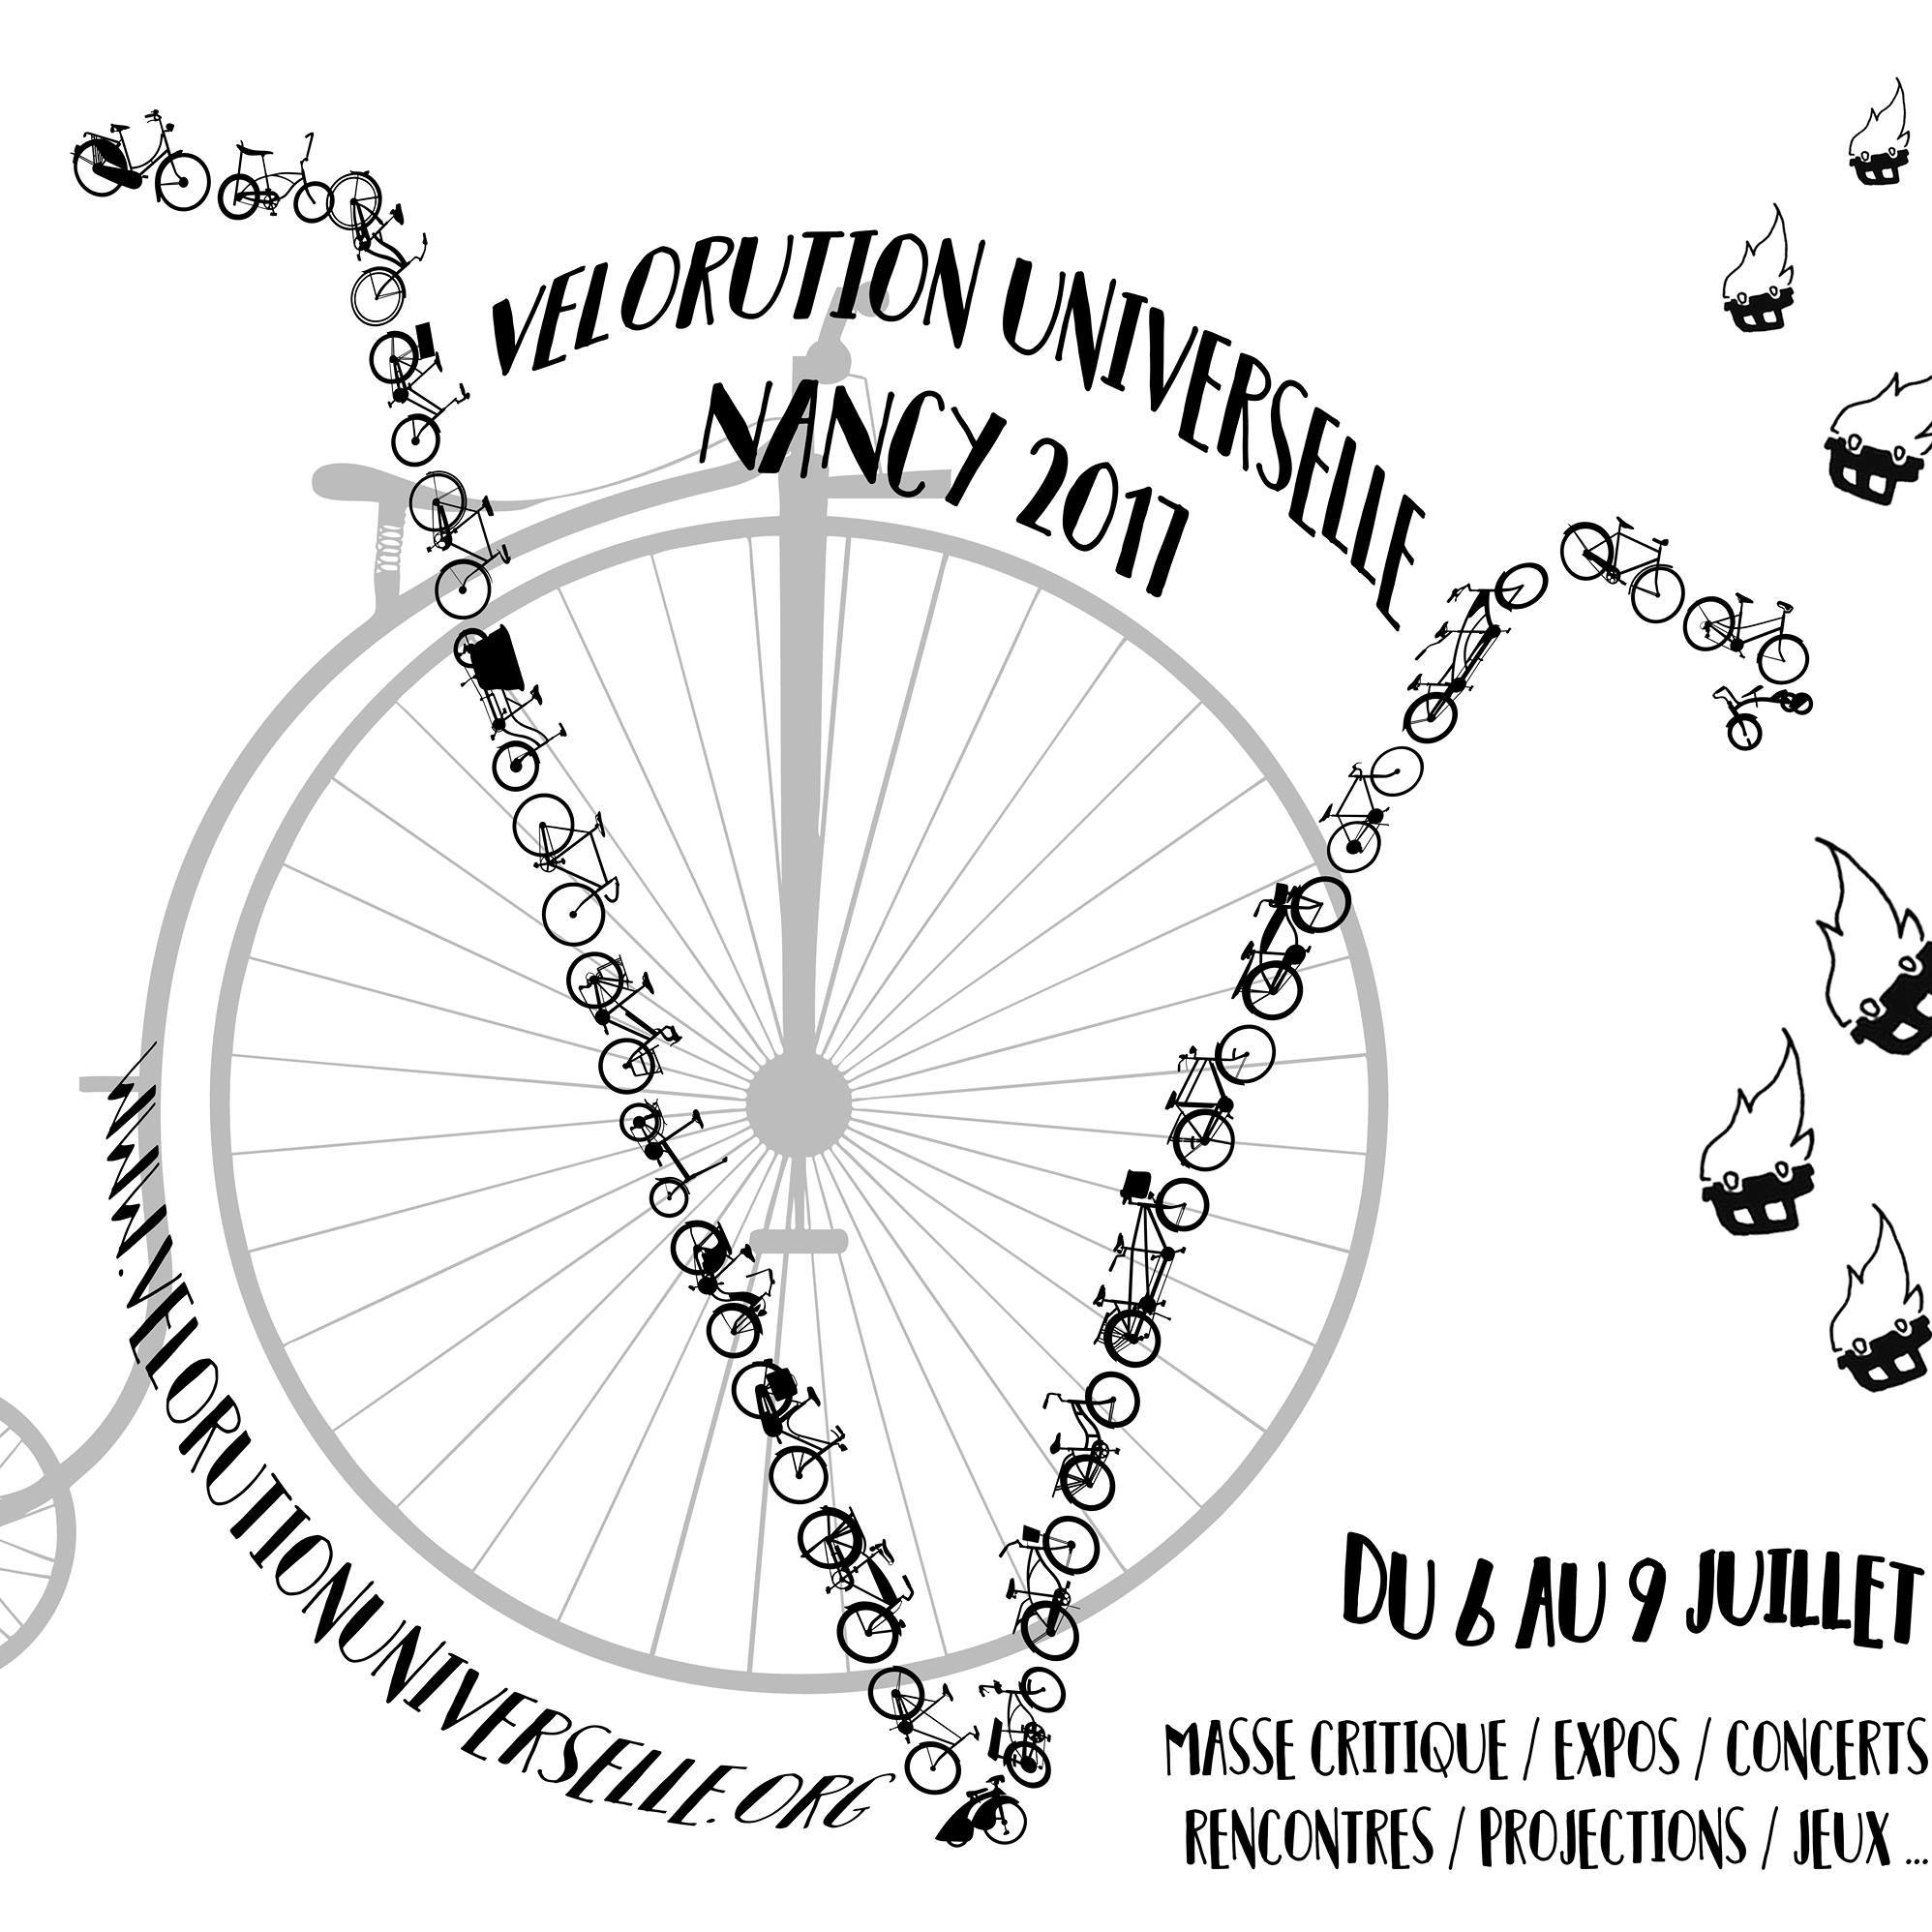 VELORUTION UNIVERSELLE
NANCY 2017
WWW.VELORUTIONUNIVERSELLE.ORG
DU 6 AU 9 JUILLET
MASSE CRITIQUE / EXPOS / CONCERTS
RENCONTRES / PROJECTIONS / JEUX ...